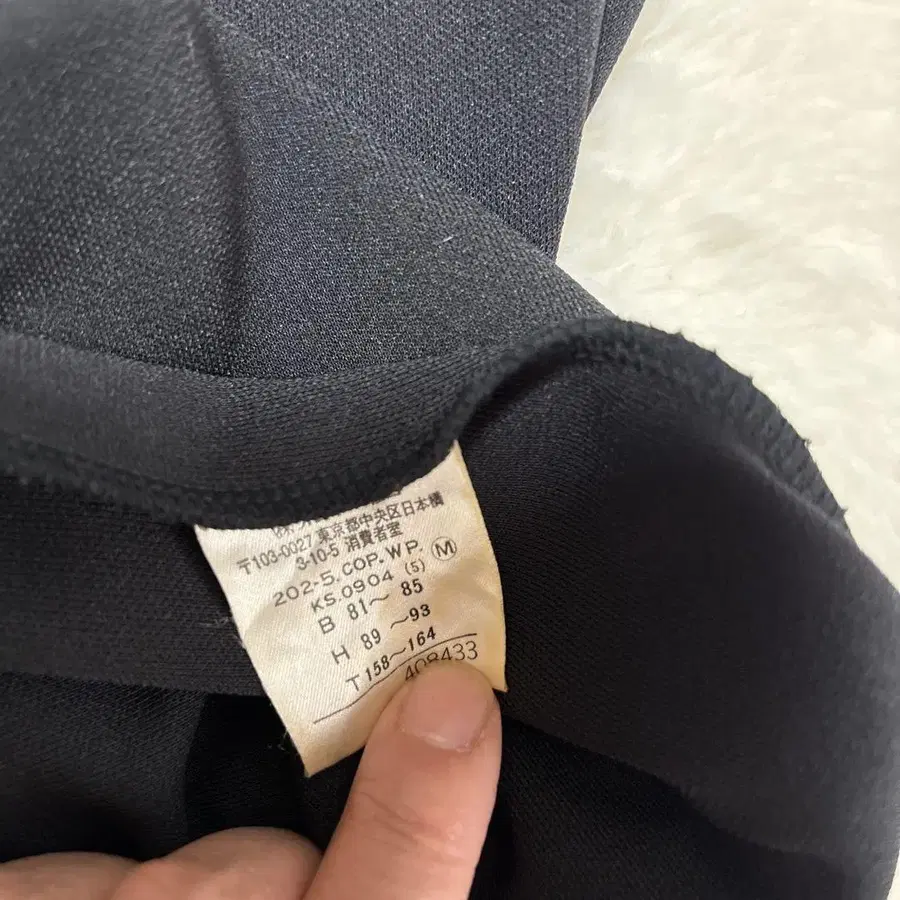 〒103-0027 東京都中央区日本橋
3-10-5 消費者室
202-5.COP.WP. Ⓜ
KS.0904 (5)
B 81～ 85
H 89 ～93
T 158～164
408433